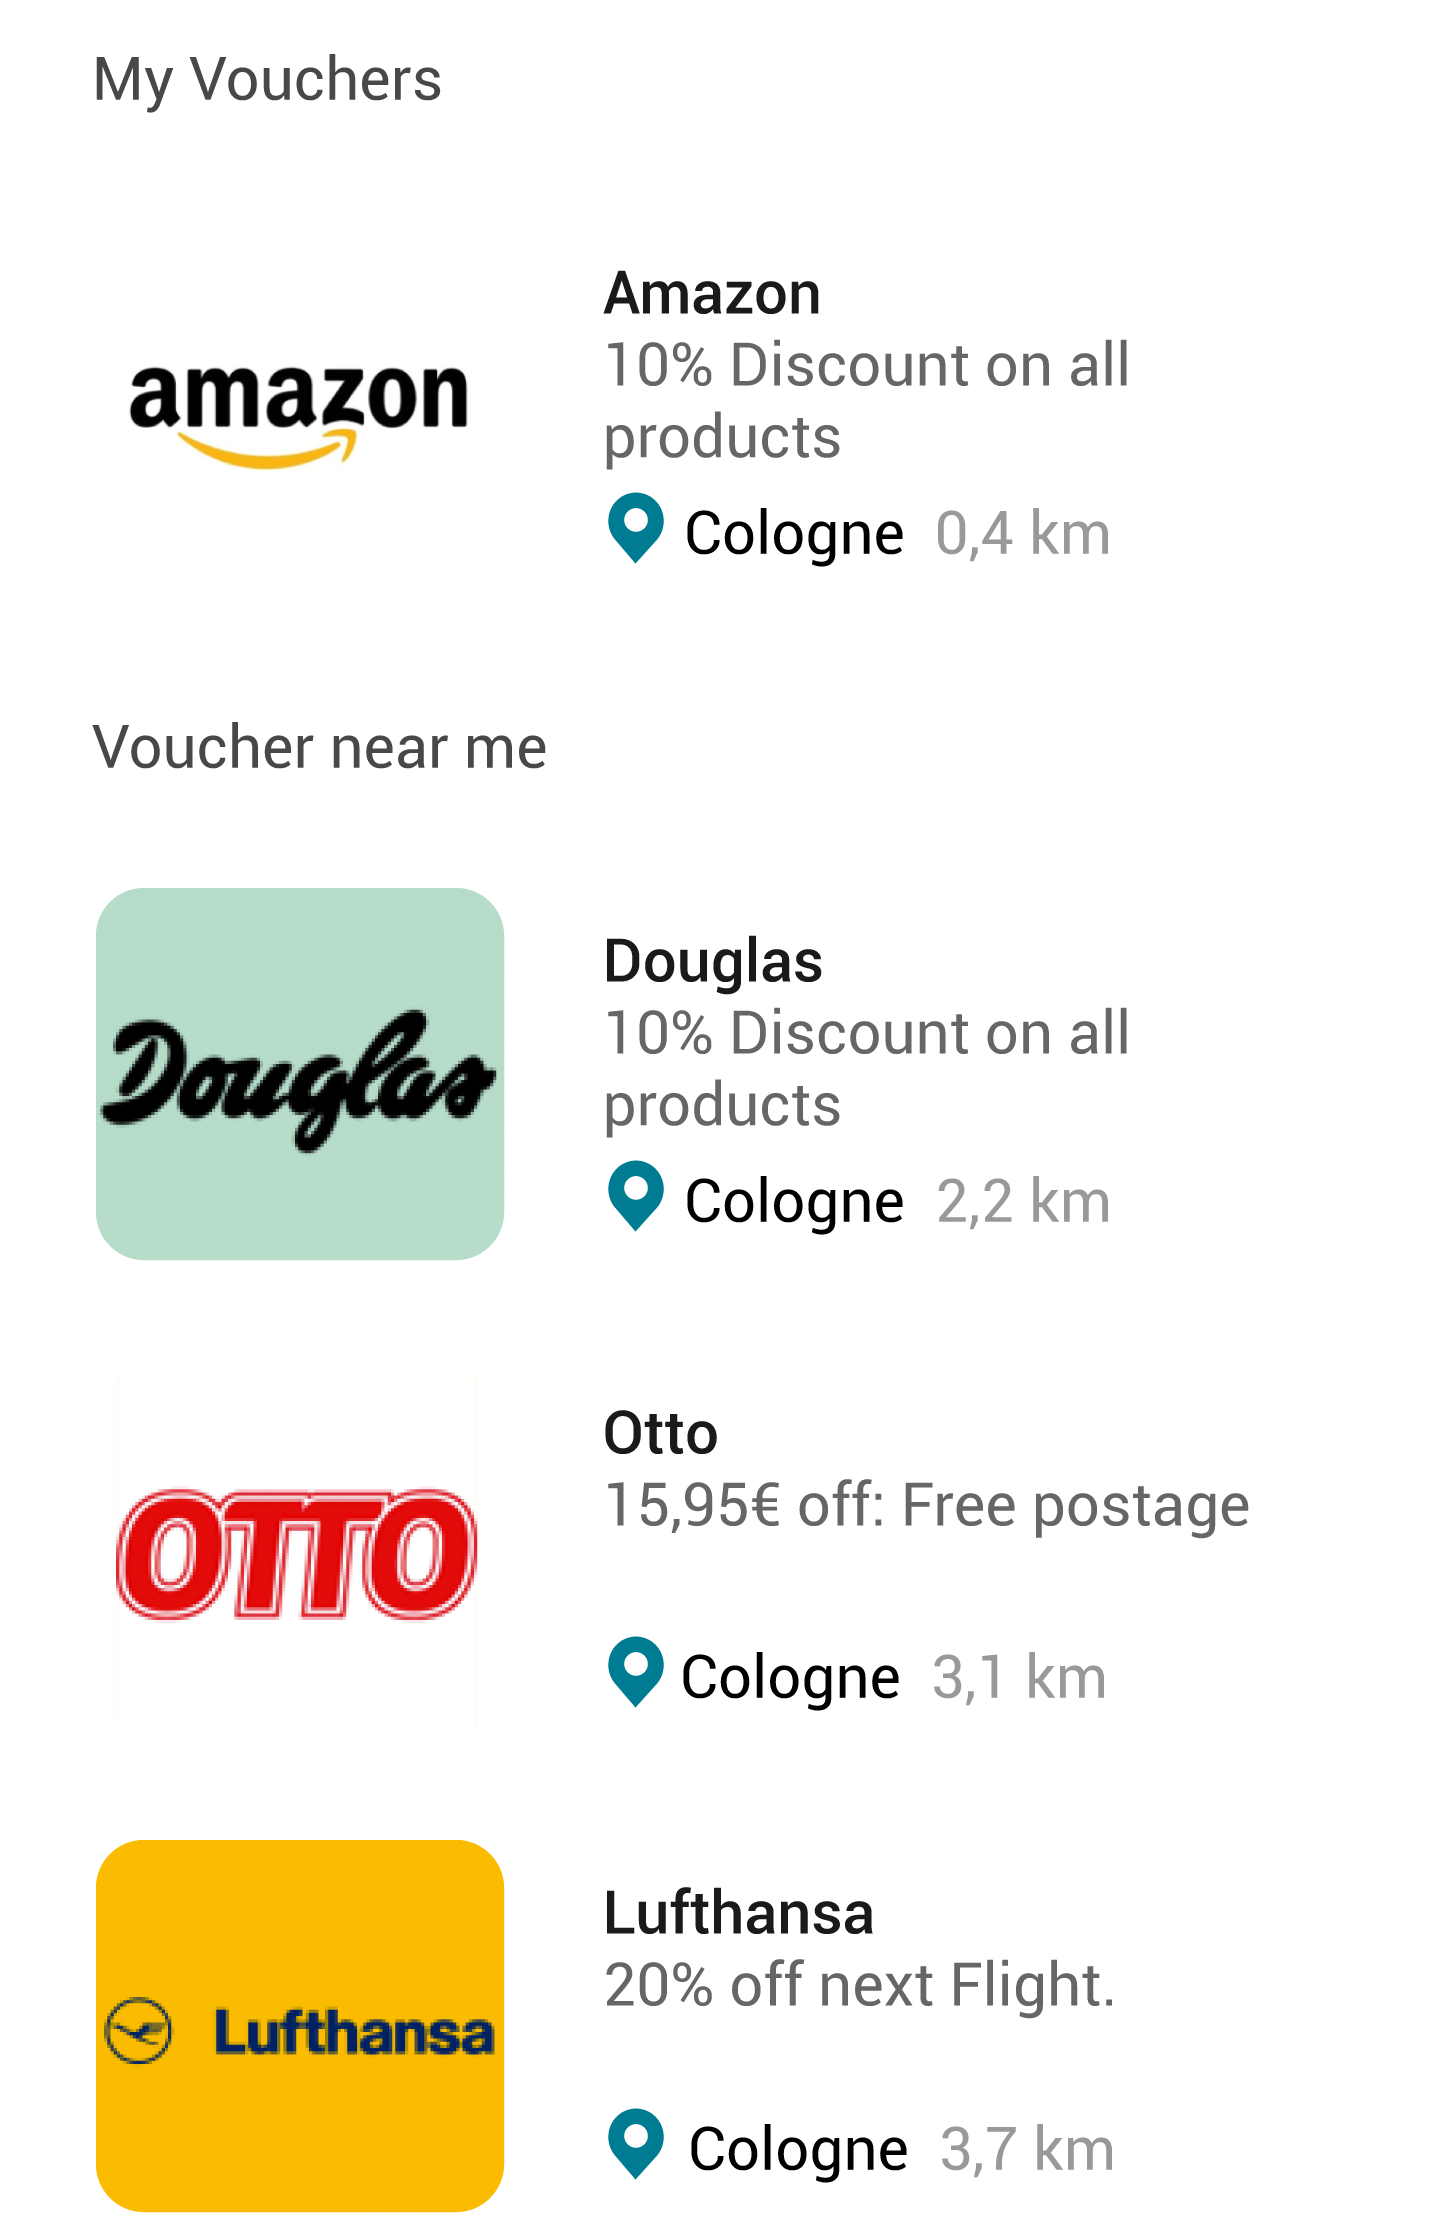 My Vouchers
amazon
Amazon
10% Discount on all
products
Cologne 0,4 km
Voucher near me
Douglas
Douglas
10% Discount on all
products
Cologne 2,2 km
OTTO
Otto
15,95€ off: Free postage
Cologne 3,1 km
Lufthansa
Lufthansa
20% off next Flight.
Cologne 3,7 km